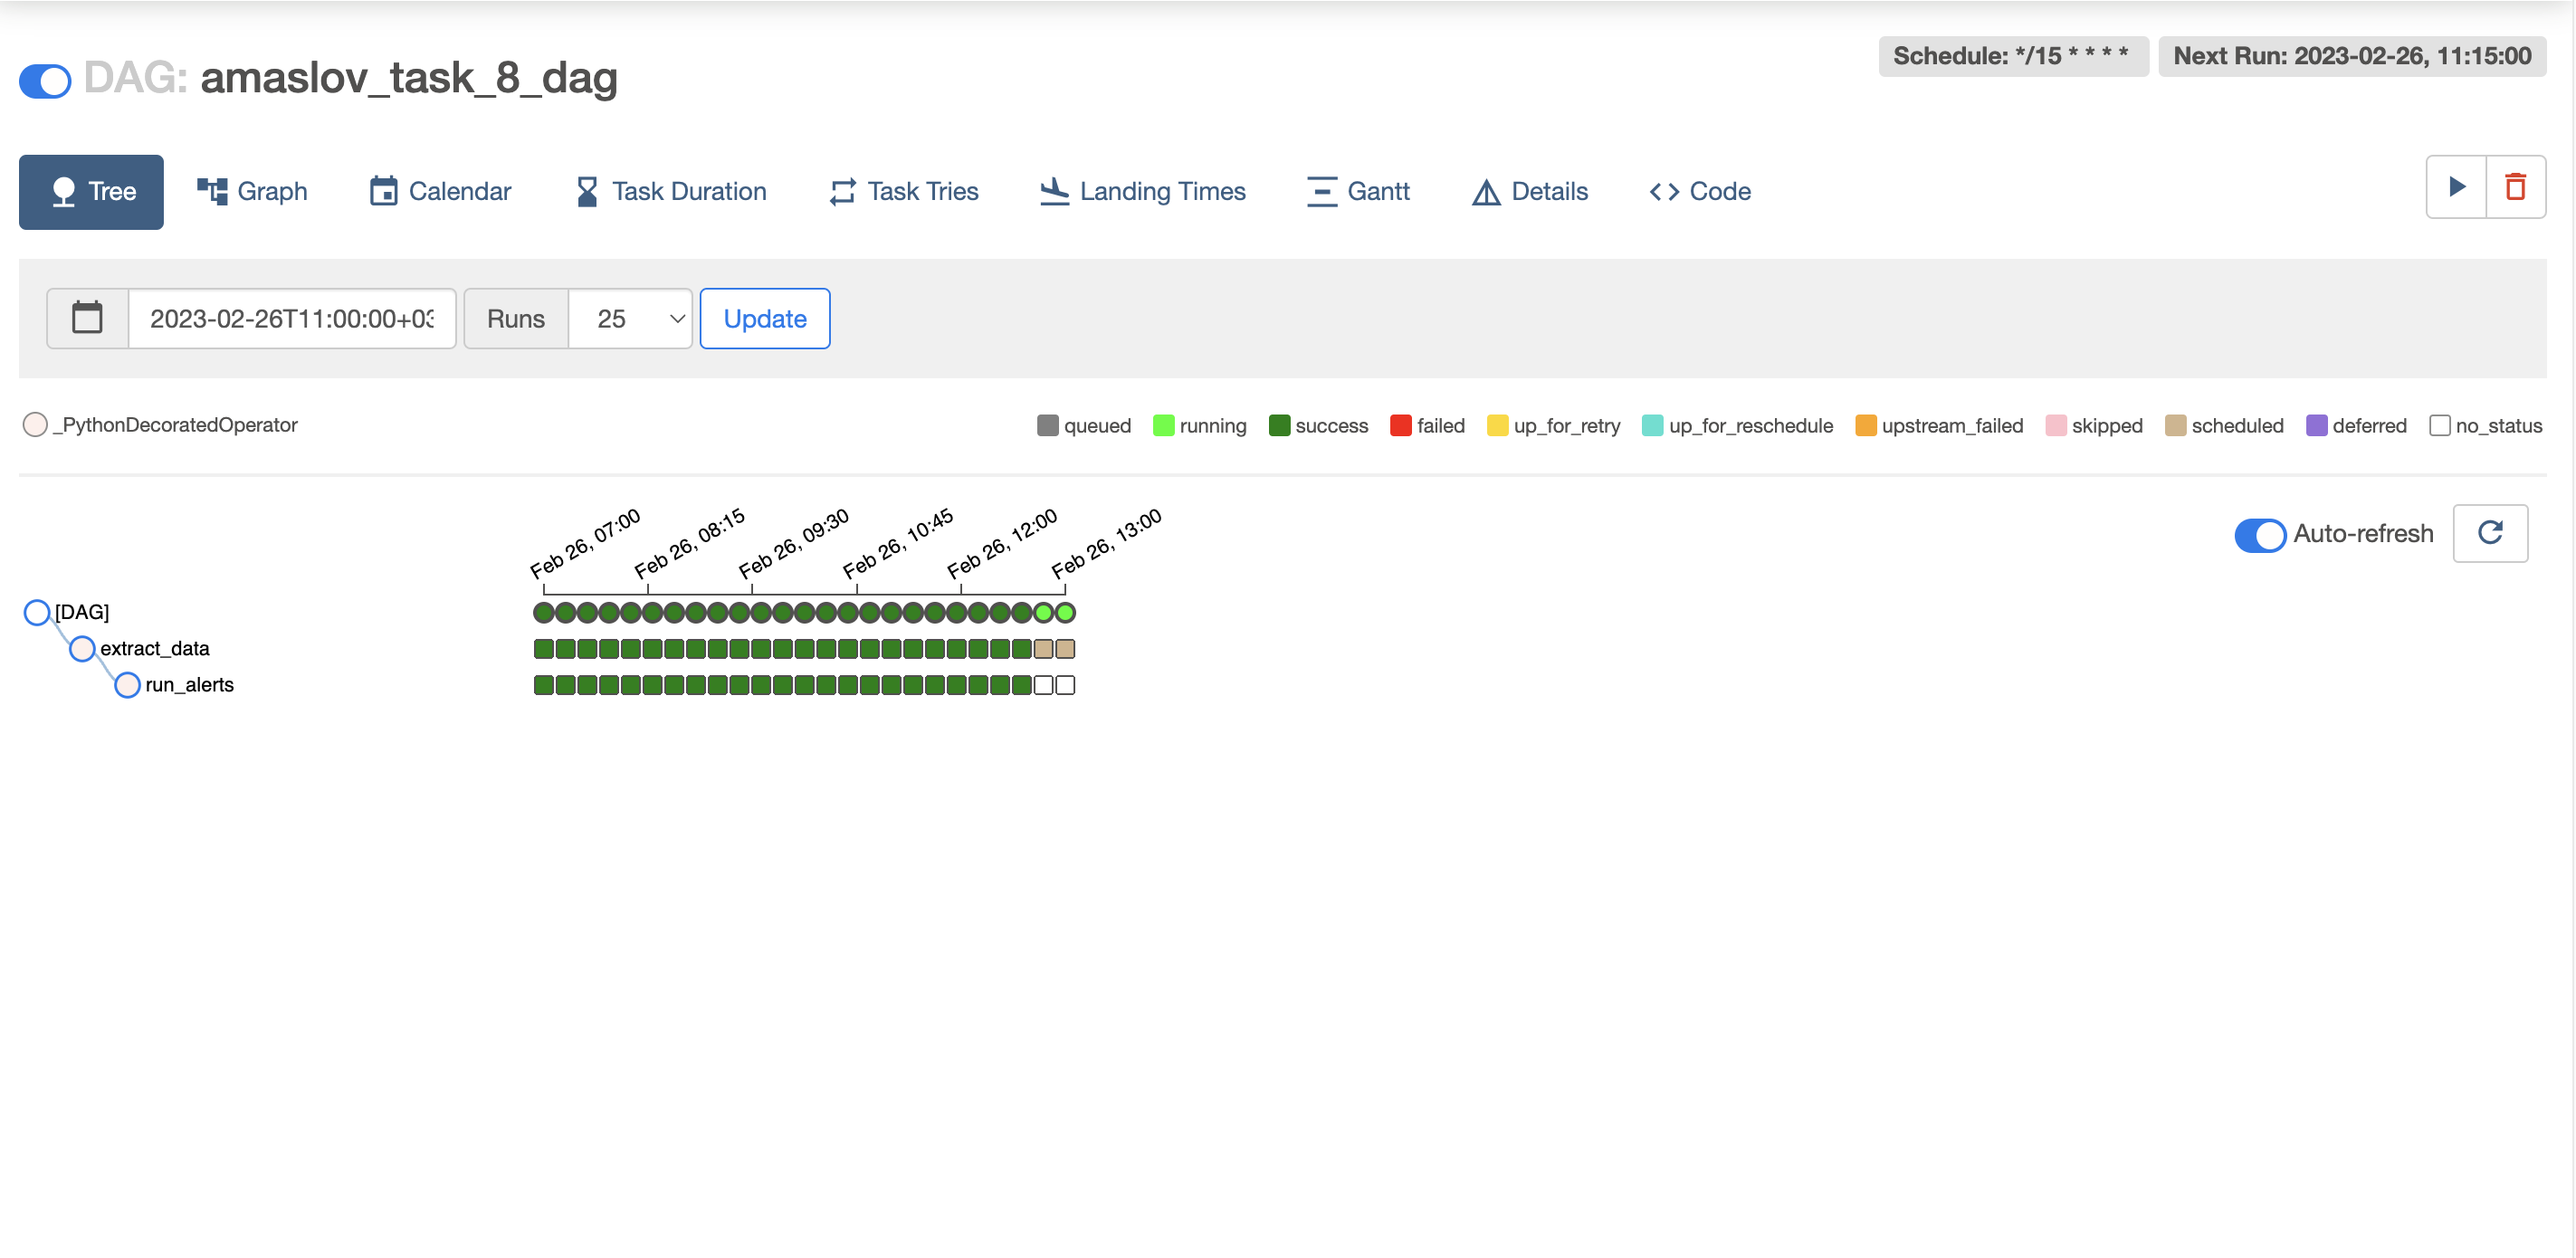 DAG: amaslov_task_8_dag
Schedule: */15 * * * *
Next Run: 2023-02-26, 11:15:00
Tree
Graph
Calendar
Task Duration
Task Tries
Landing Times
Gantt
Details
Code
2023-02-26T11:00:00+03
Runs
25
Update
_PythonDecoratedOperator
queued
running
success
failed
up_for_retry
up_for_reschedule
upstream_failed
skipped
scheduled
deferred
no_status
Feb 26, 07:00
Feb 26, 08:15
Feb 26, 09:30
Feb 26, 10:45
Feb 26, 12:00
Feb 26, 13:00
Auto-refresh
[DAG]
extract_data
run_alerts